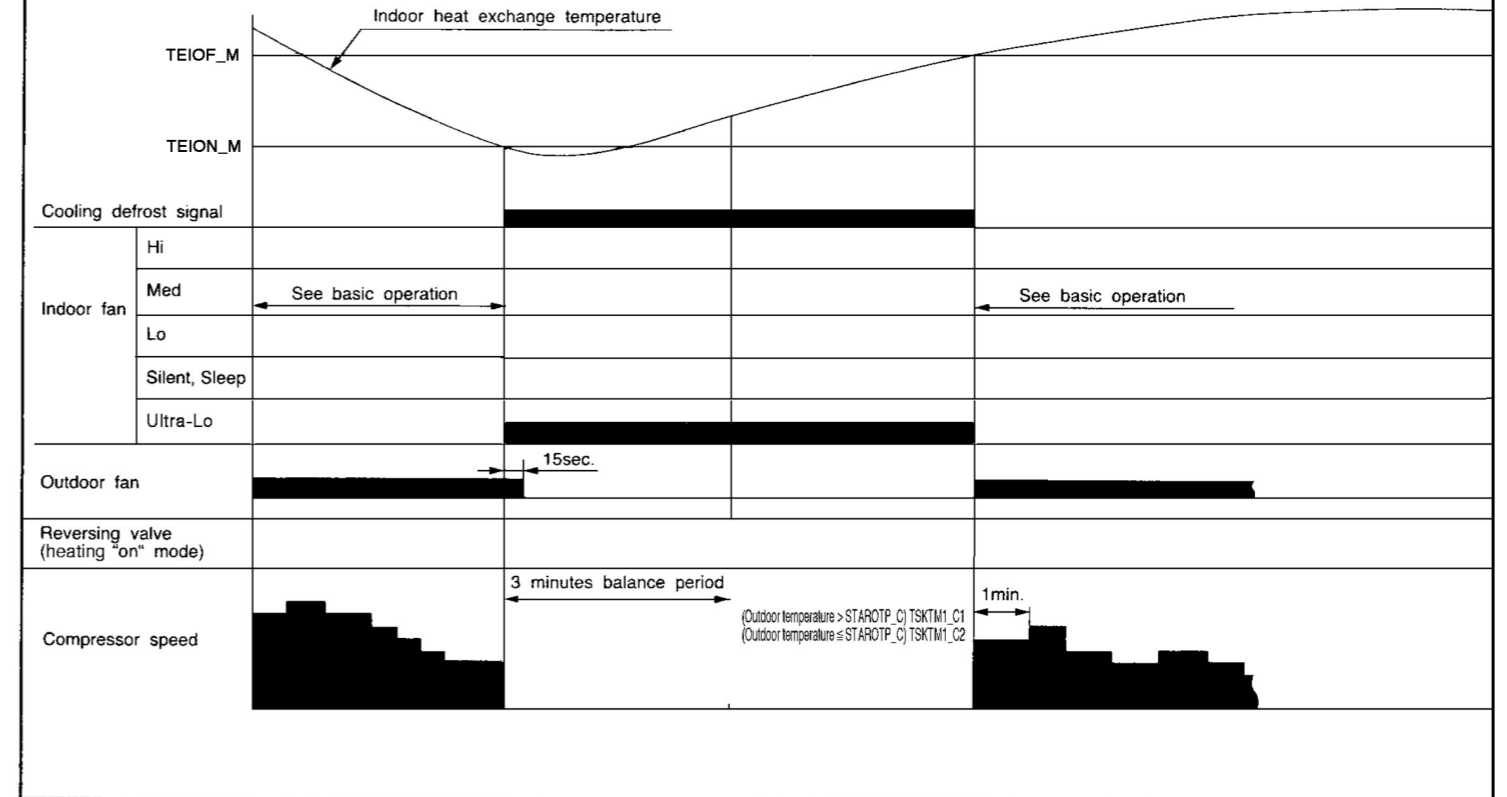 Indoor heat exchange temperature
TEIOF_M
TEION_M
Cooling defrost signal
Indoor fan
Hi
Med
See basic operation
See basic operation
Lo
Silent, Sleep
Ultra-Lo
15sec.
Outdoor fan
Reversing valve
(heating "on" mode)
3 minutes balance period
1min.
(Outdoor temperature > STAROTP_C) TSKTM1_C1
(Outdoor temperature ≤ STAROTP_C) TSKTM1_C2
Compressor speed